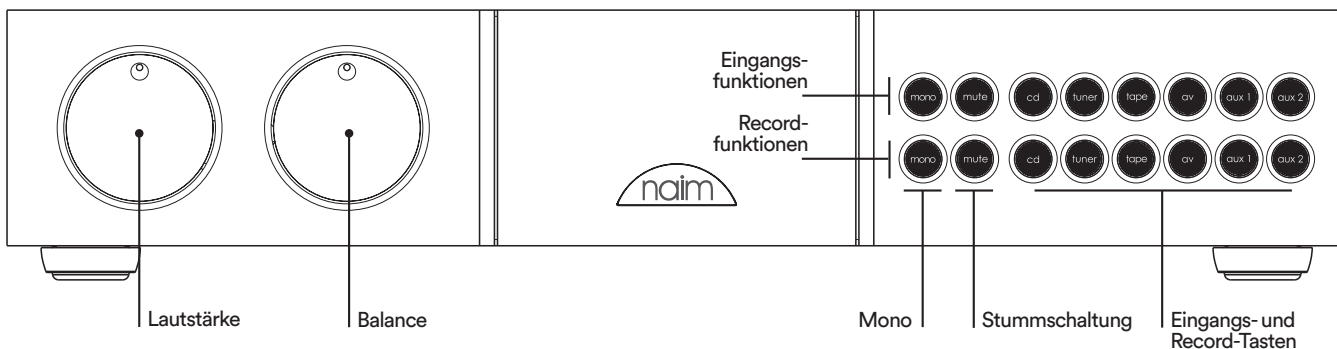 Eingangs-
funktionen
mono mute cd tuner tape av aux 1 aux 2
Record-
funktionen
mono mute cd tuner tape av aux 1 aux 2
naim
Lautstärke
Balance
Mono
Stummschaltung
Eingangs- und
Record-Tasten